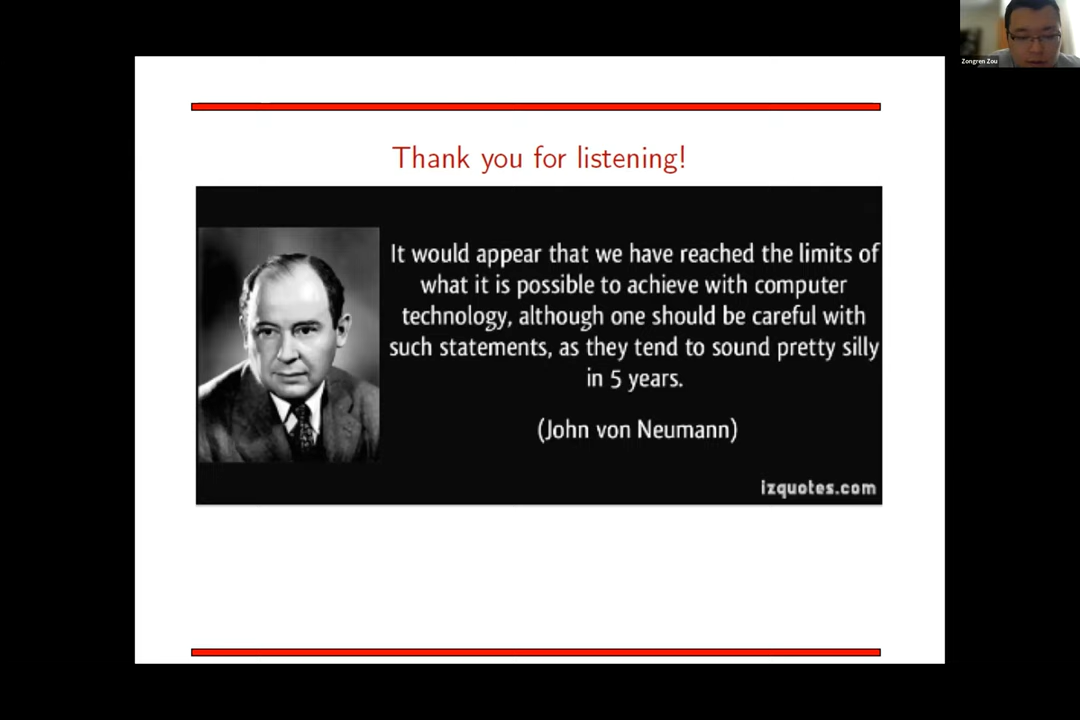 Zongren Zou
Thank you for listening!
It would appear that we have reached the limits of
what it is possible to achieve with computer
technology, although one should be careful with
such statements, as they tend to sound pretty silly
in 5 years.
(John von Neumann)
izquotes.com